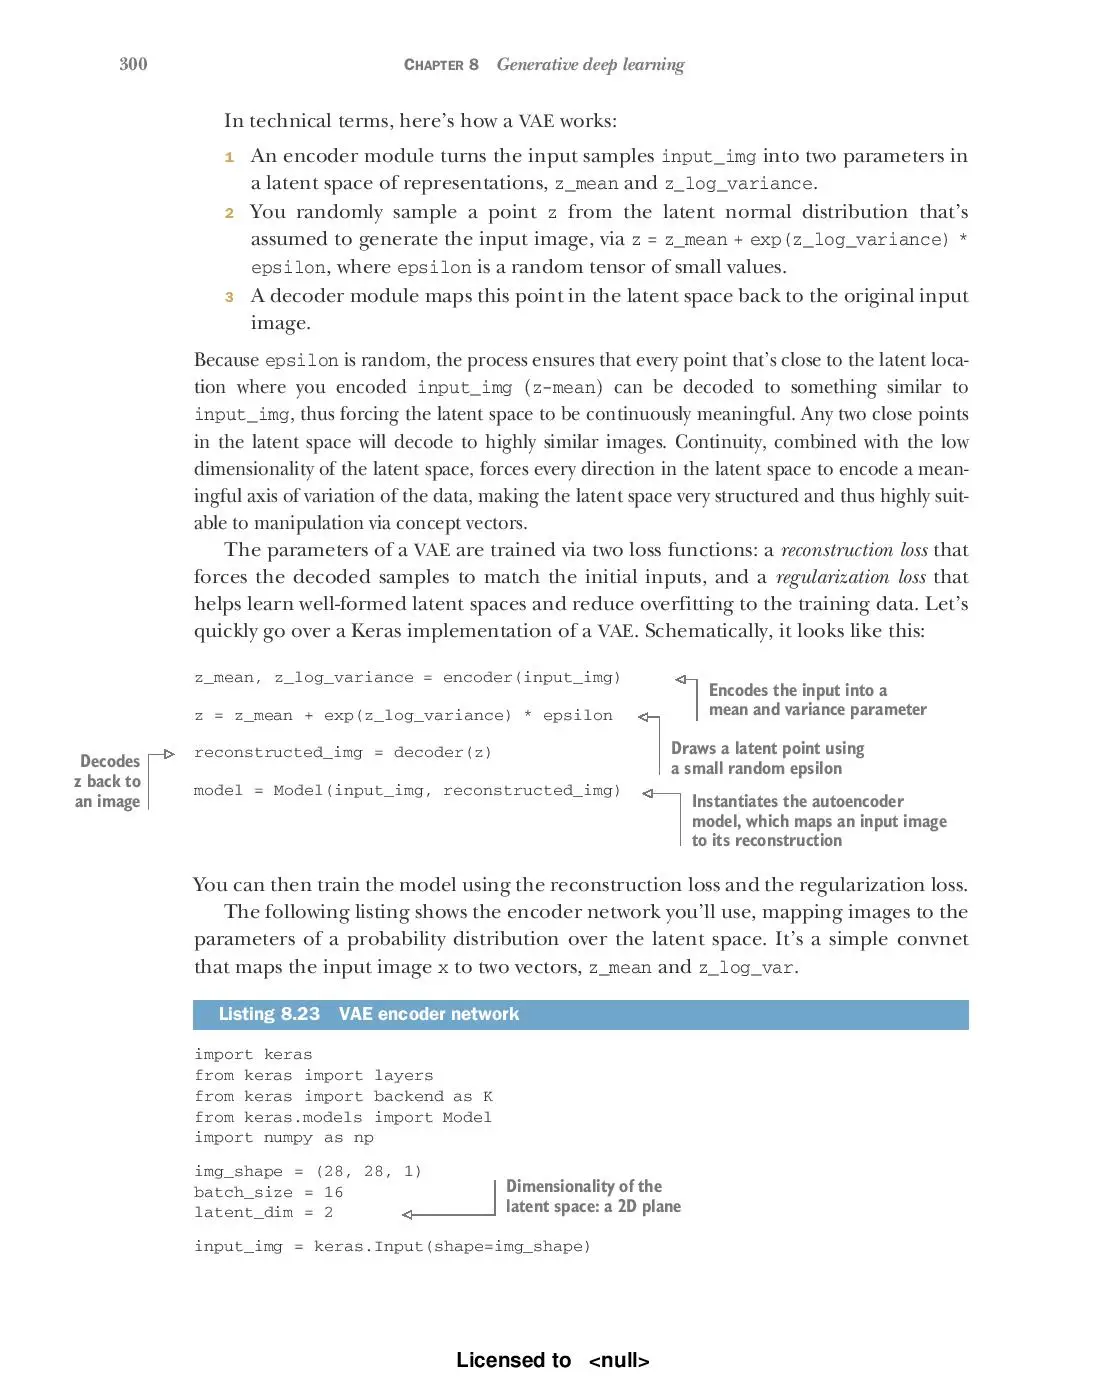 300
CHAPTER 8 Generative deep learning
In technical terms, here's how a VAE works:
1 An encoder module turns the input samples input_img into two parameters in
a latent space of representations, z_mean and z_log_variance.
2 You randomly sample a point z from the latent normal distribution that's
assumed to generate the input image, via z = z_mean + exp(z_log_variance) *
epsilon, where epsilon is a random tensor of small values.
3 A decoder module maps this point in the latent space back to the original input
image.
Because epsilon is random, the process ensures that every point that's close to the latent loca-
tion where you encoded input_img (z-mean) can be decoded to something similar to
input_img, thus forcing the latent space to be continuously meaningful. Any two close points
in the latent space will decode to highly similar images. Continuity, combined with the low
dimensionality of the latent space, forces every direction in the latent space to encode a mean-
ingful axis of variation of the data, making the latent space very structured and thus highly suit-
able to manipulation via concept vectors.
The parameters of a VAE are trained via two loss functions: a reconstruction loss that
forces the decoded samples to match the initial inputs, and a regularization loss that
helps learn well-formed latent spaces and reduce overfitting to the training data. Let's
quickly go over a Keras implementation of a VAE. Schematically, it looks like this:
z_mean, z_log_variance = encoder(input_img)
Encodes the input into a
mean and variance parameter
z = z_mean + exp(z_log_variance) * epsilon
Draws a latent point using
a small random epsilon
reconstructed_img = decoder(z)
Decodes
z back to
an image
model = Model(input_img, reconstructed_img)
Instantiates the autoencoder
model, which maps an input image
to its reconstruction
You can then train the model using the reconstruction loss and the regularization loss.
The following listing shows the encoder network you'll use, mapping images to the
parameters of a probability distribution over the latent space. It's a simple convnet
that maps the input image x to two vectors, z_mean and z_log_var.
Listing 8.23 VAE encoder network
import keras
from keras import layers
from keras import backend as K
from keras.models import Model
import numpy as np
img_shape = (28, 28, 1)
batch_size = 16
latent_dim = 2
Dimensionality of the
latent space: a 2D plane
input_img = keras.Input(shape=img_shape)
Licensed to <null>